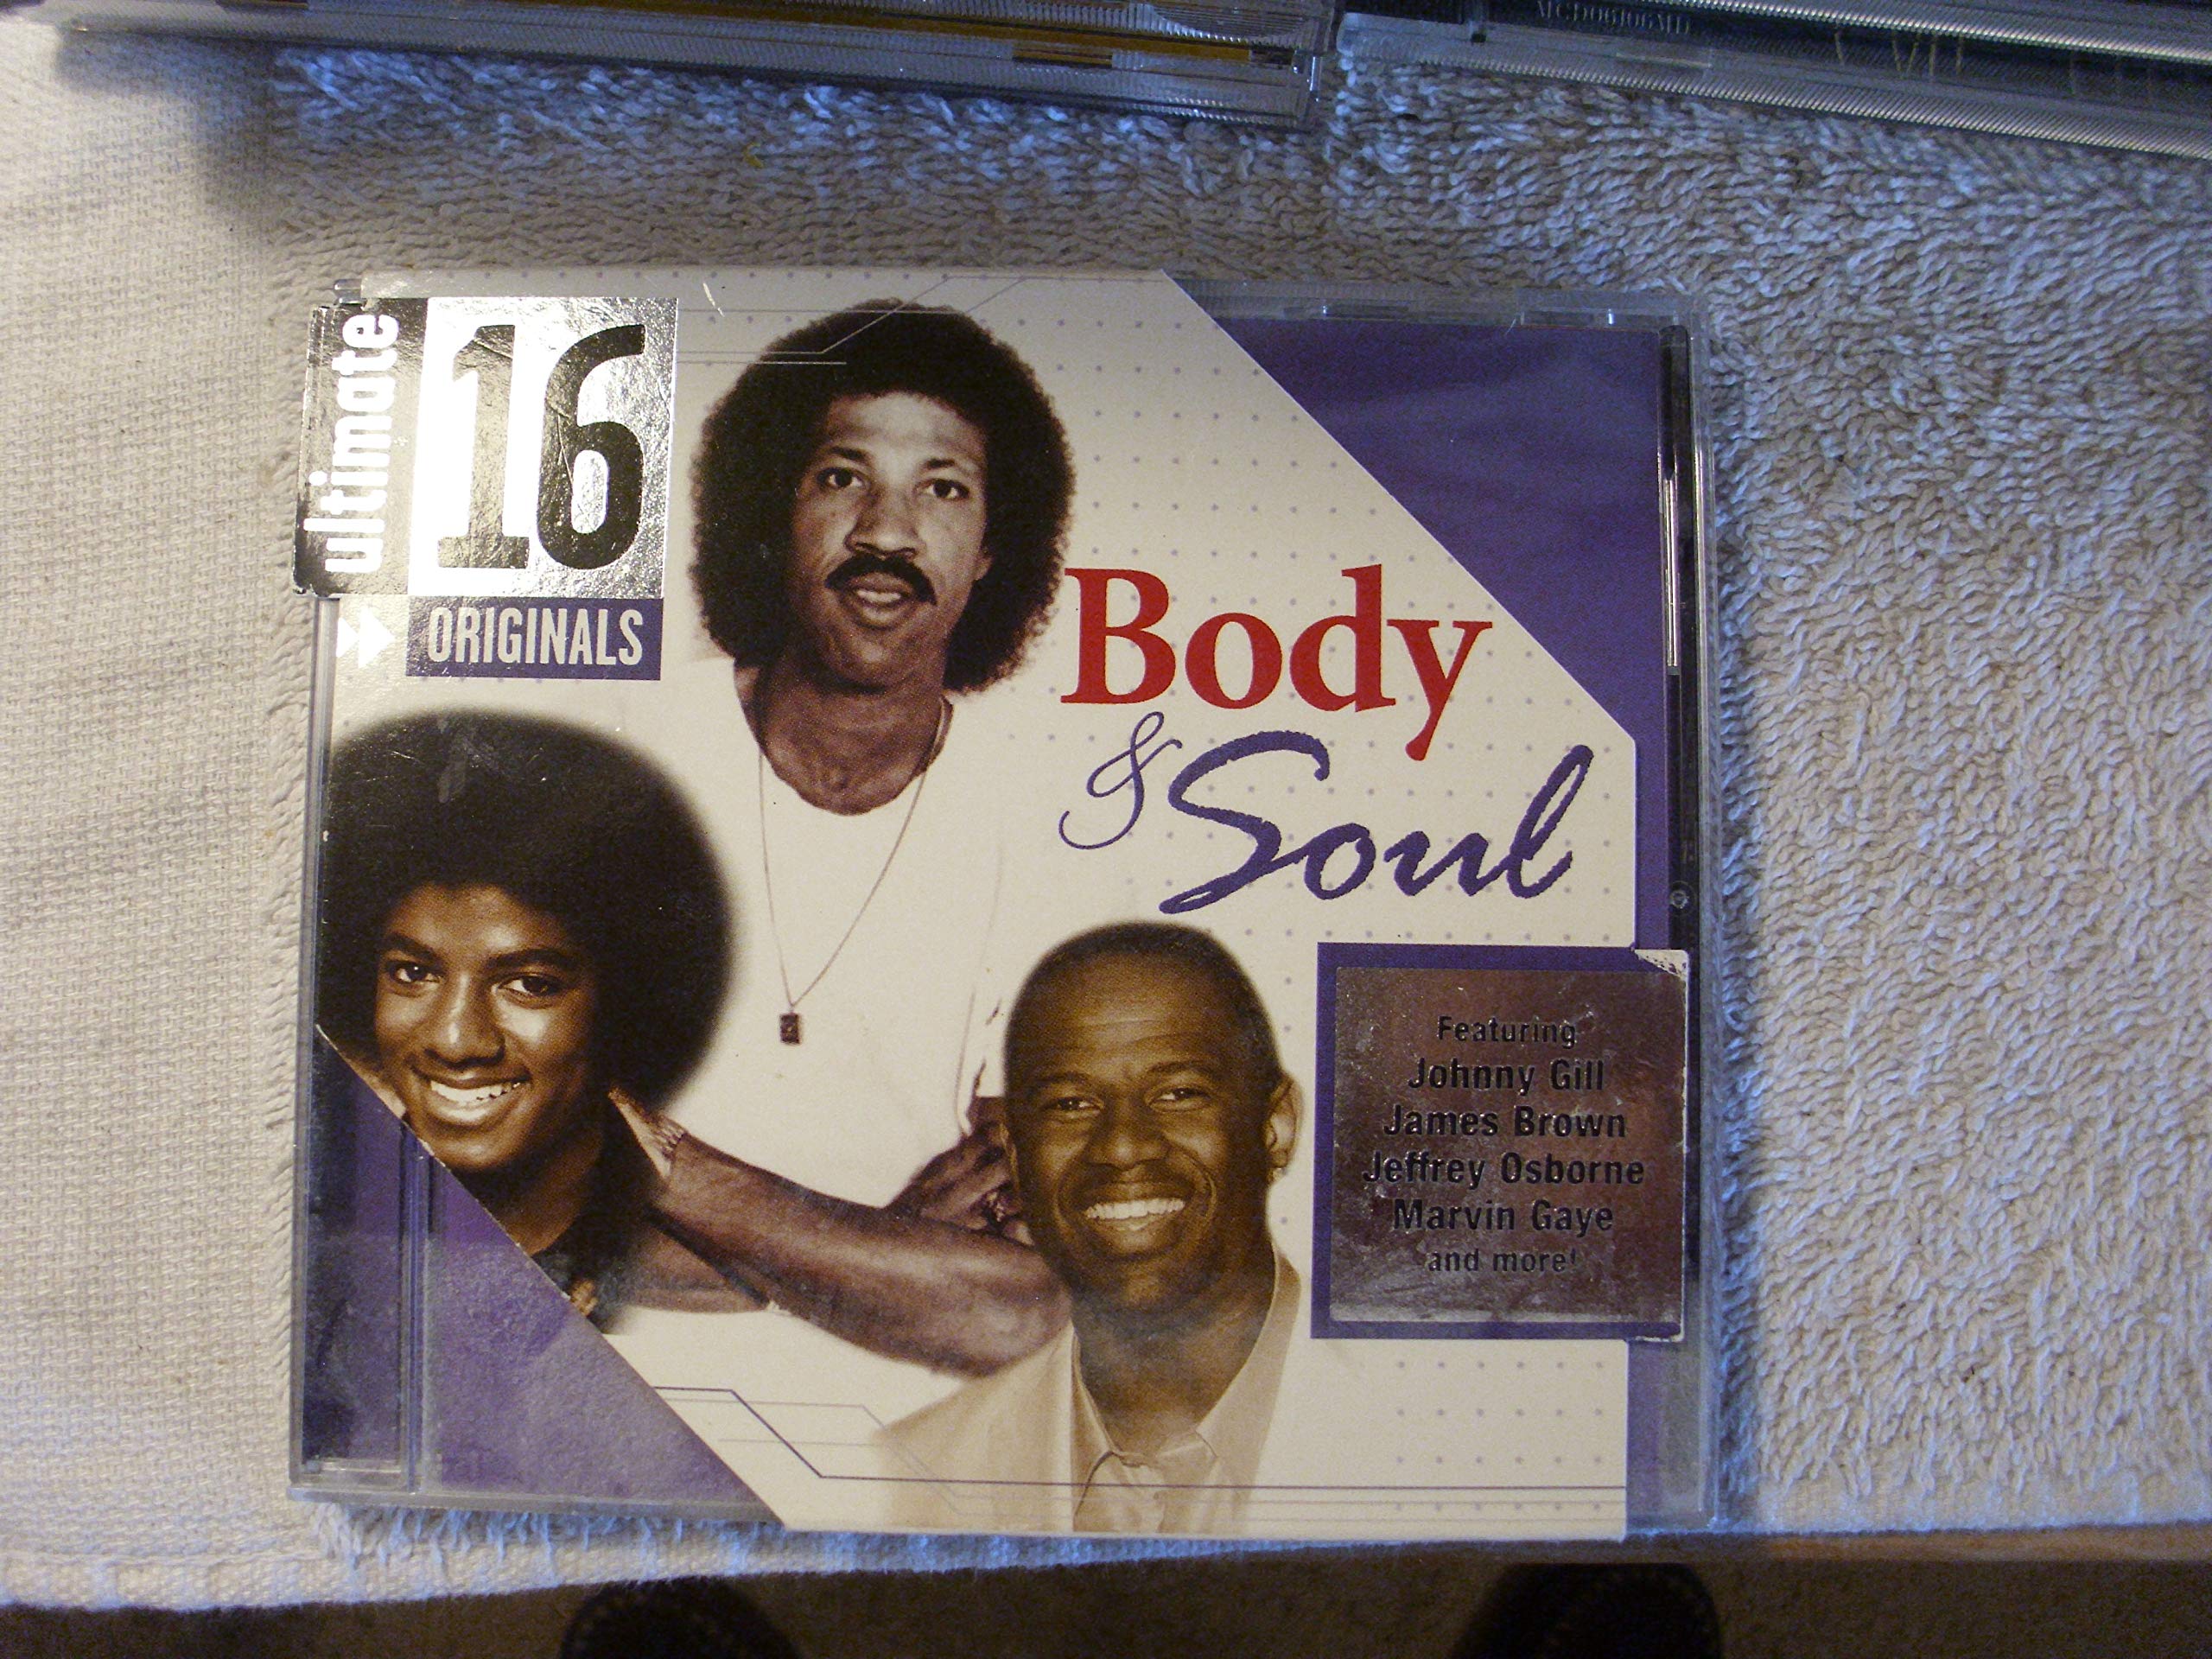 ultimate
16
ORIGINALS
Body
& Soul
Featuring
Johnny Gill
James Brown
Jeffrey Osborne
Marvin Gaye
and more!